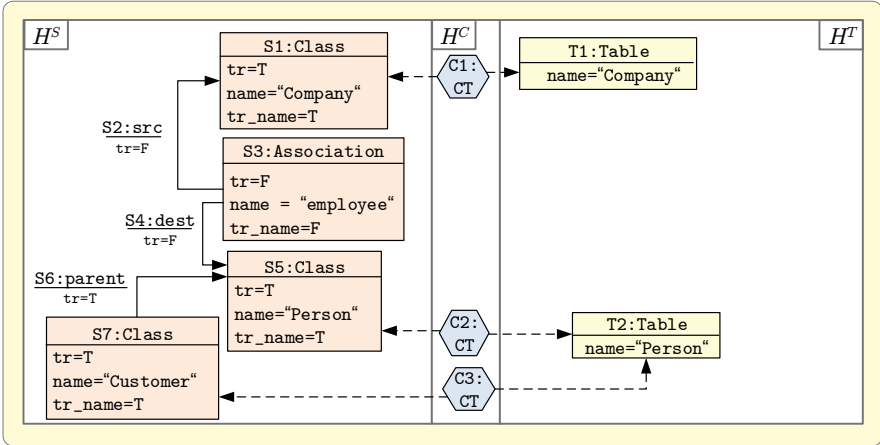 H^S
H^C
H^T
S1:Class
tr=T
name=“Company“
tr_name=T
C1:
CT
T1:Table
name=“Company“
S2:src
tr=F
S3:Association
tr=F
name = “employee“
tr_name=F
S4:dest
tr=F
S5:Class
tr=T
name=“Person“
tr_name=T
S6:parent
tr=T
C2:
CT
T2:Table
name=“Person“
S7:Class
tr=T
name=“Customer“
tr_name=T
C3:
CT